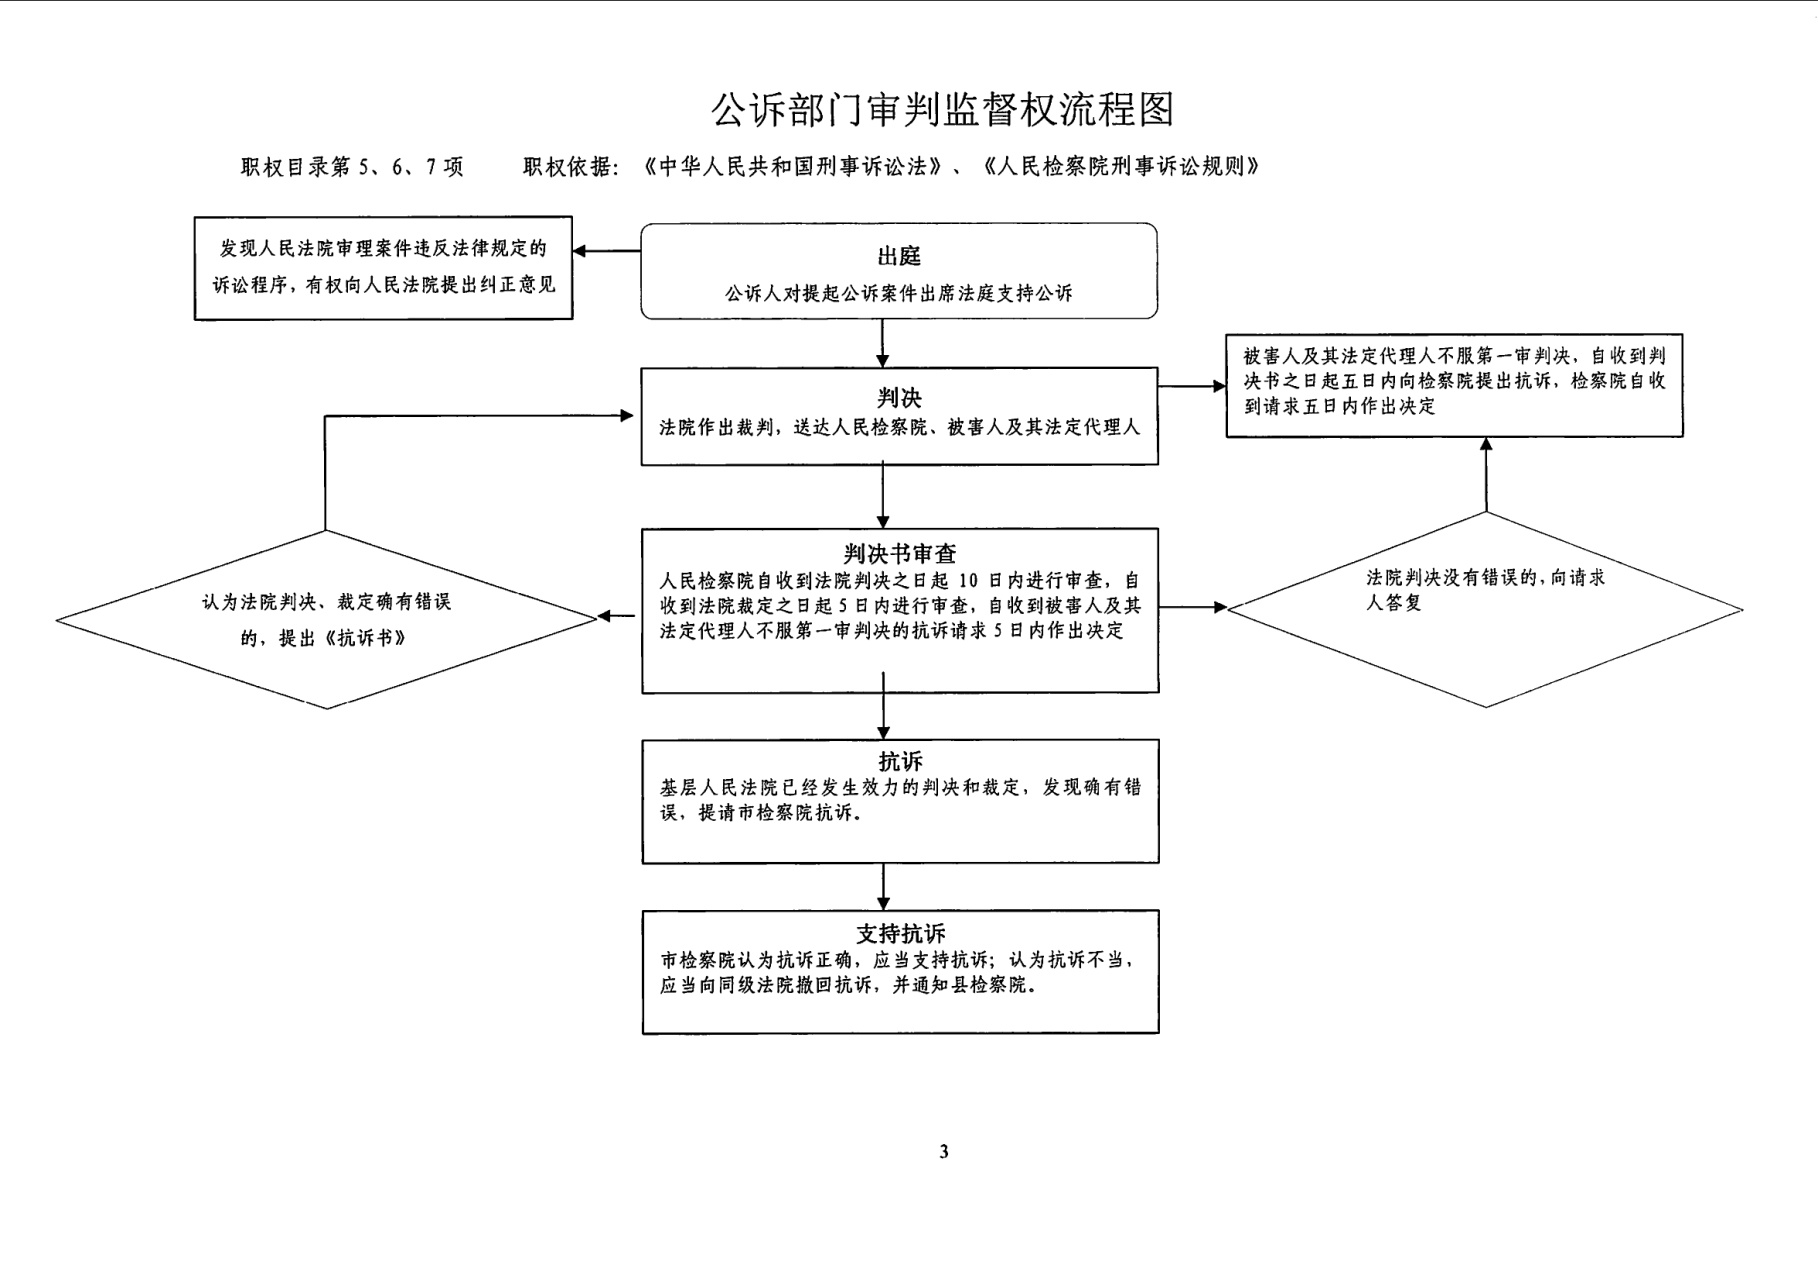 公诉部门审判监督权流程图
职权目录第 5、6、7 项 职权依据：《中华人民共和国刑事诉讼法》、《人民检察院刑事诉讼规则》
发现人民法院审理案件违反法律规定的
诉讼程序，有权向人民法院提出纠正意见
出庭
公诉人对提起公诉案件出席法庭支持公诉
被害人及其法定代理人不服第一审判决，自收到判
决书之日起五日内向检察院提出抗诉，检察院自收
到请求五日内作出决定
判决
法院作出裁判，送达人民检察院、被害人及其法定代理人
认为法院判决、裁定确有错误
的，提出《抗诉书》
判决书审查
人民检察院自收到法院判决之日起 10 日内进行审查，自
收到法院裁定之日起 5 日内进行审查，自收到被害人及其
法定代理人不服第一审判决的抗诉请求 5 日内作出决定
法院判决没有错误的，向请求
人答复
抗诉
基层人民法院已经发生效力的判决和裁定，发现确有错
误，提请市检察院抗诉。
支持抗诉
市检察院认为抗诉正确，应当支持抗诉；认为抗诉不当，
应当向同级法院撤回抗诉，并通知县检察院。
3